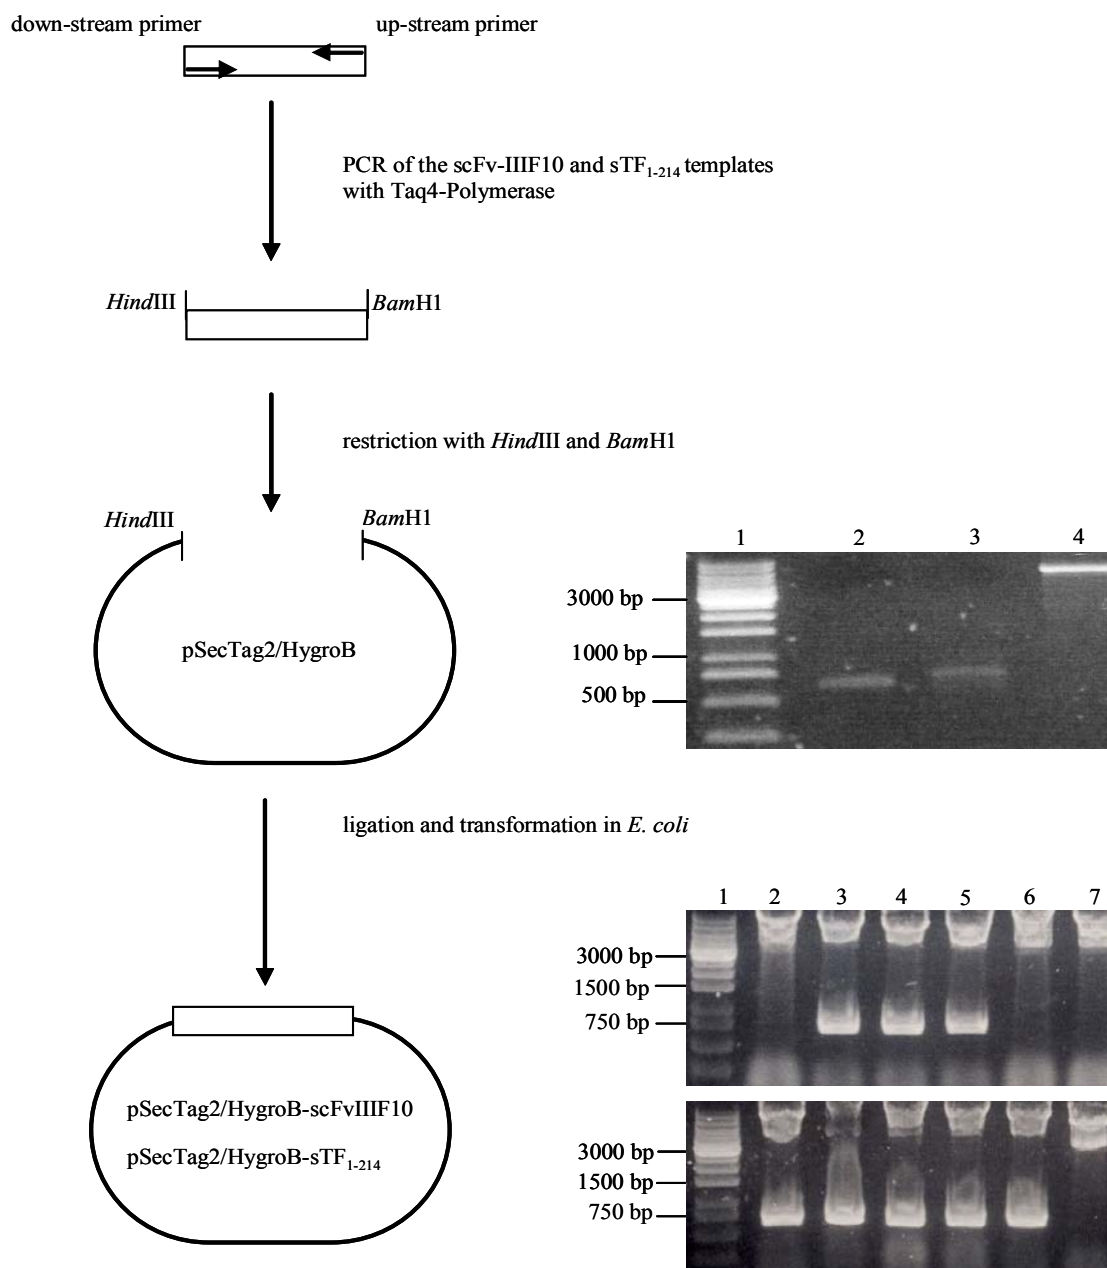 down-stream primer
up-stream primer
PCR of the scFv-IIIF10 and sTF1-214 templates
with Taq4-Polymerase
HindIII
BamH1
restriction with HindIII and BamH1
HindIII
BamH1
pSecTag2/HygroB
1 2 3 4
3000 bp
1000 bp
500 bp
ligation and transformation in E. coli
1 2 3 4 5 6 7
3000 bp
1500 bp
750 bp
pSecTag2/HygroB-scFvIIIF10
pSecTag2/HygroB-sTF1-214
3000 bp
1500 bp
750 bp